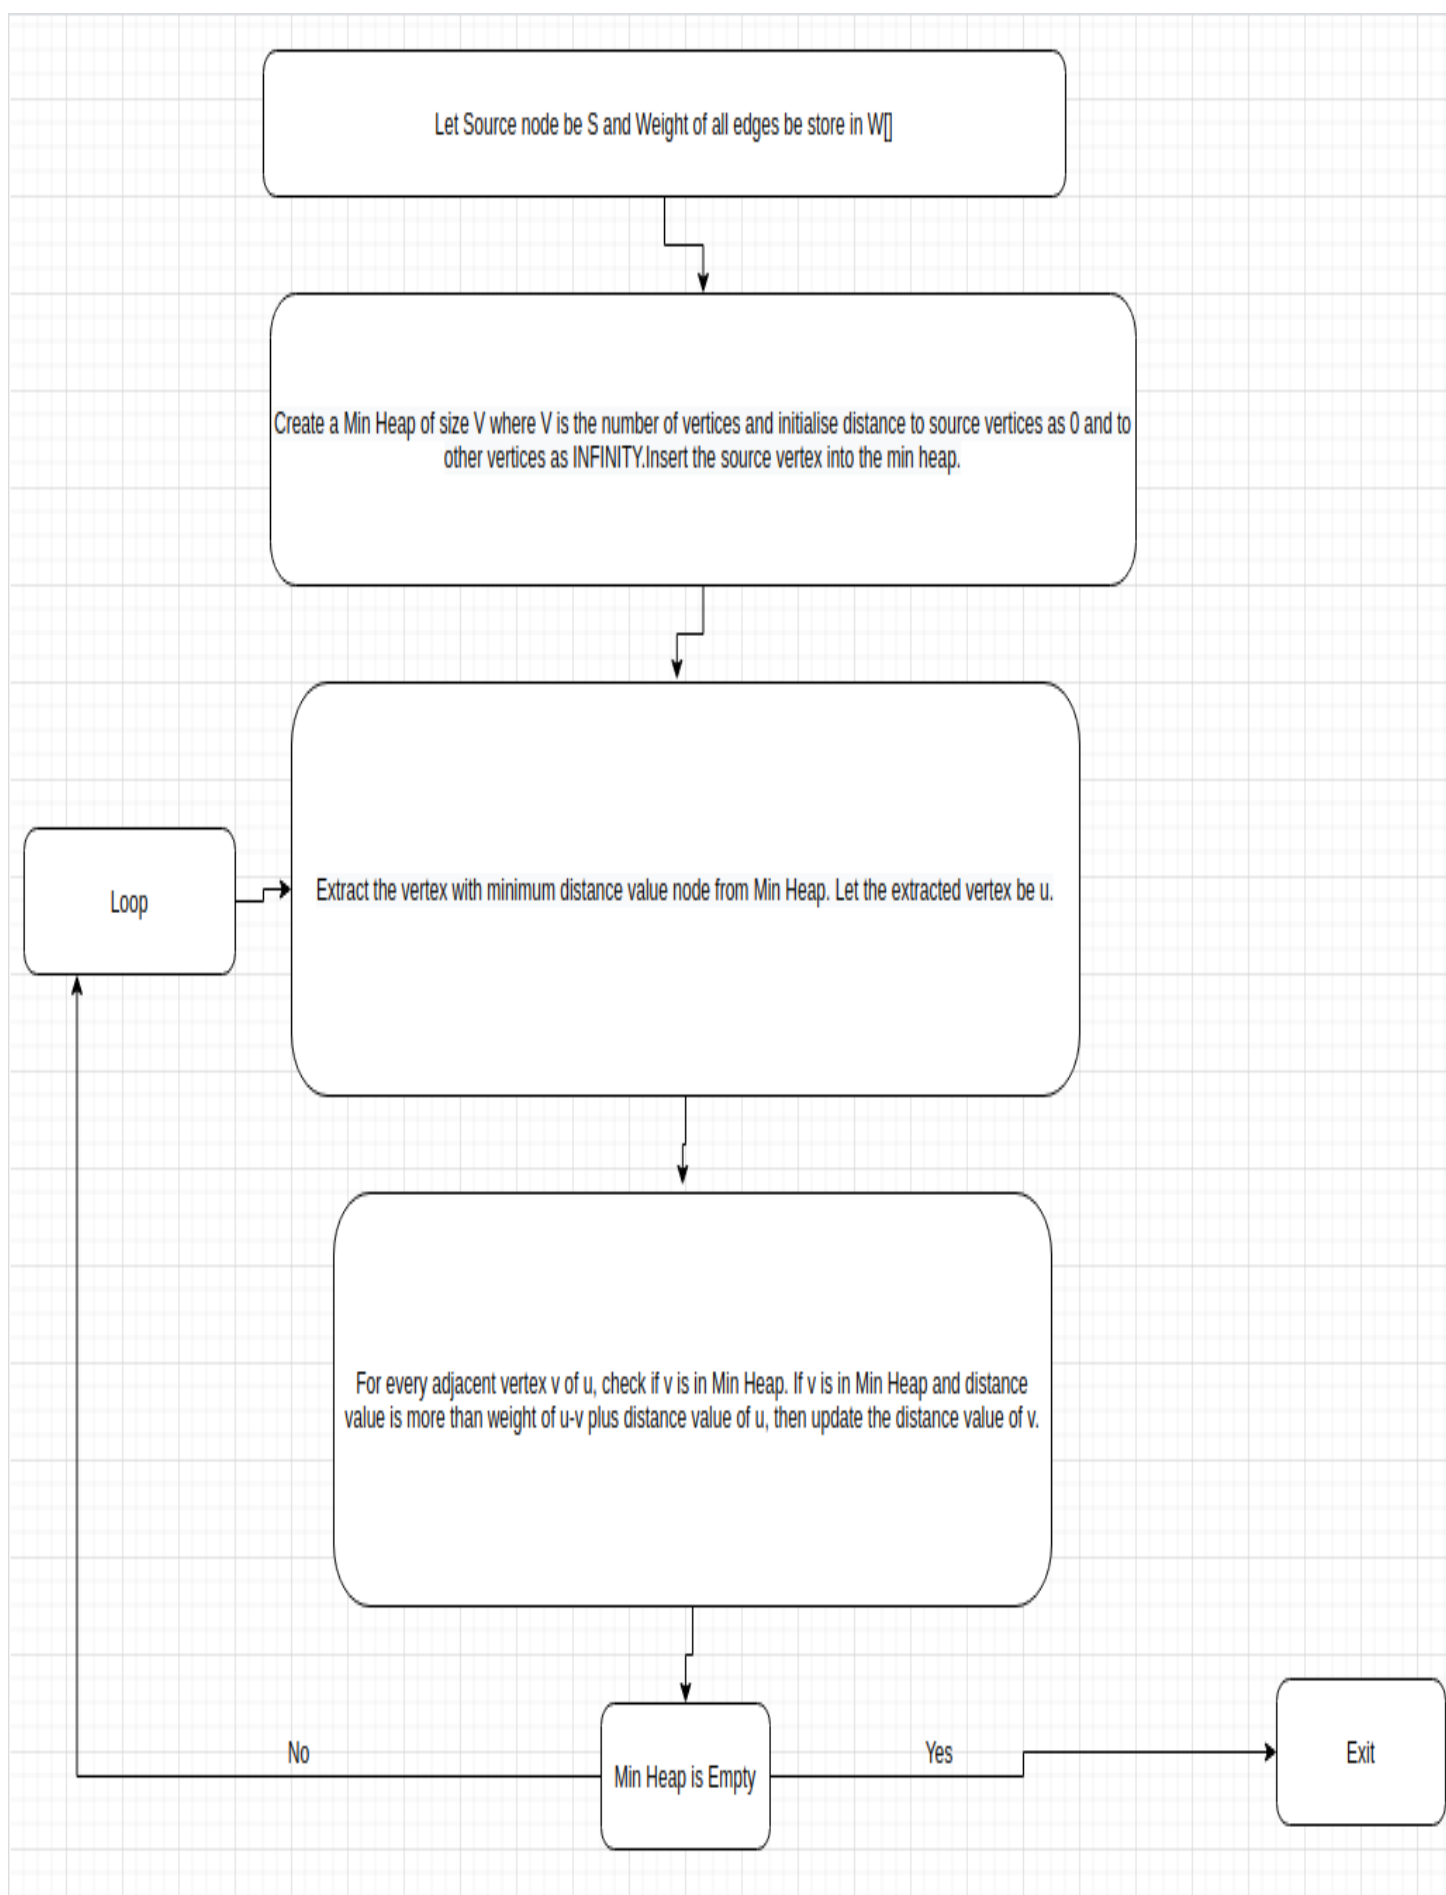 Let Source node be S and Weight of all edges be store in W[]
Create a Min Heap of size V where V is the number of vertices and initialise distance to source vertices as 0 and to
other vertices as INFINITY.Insert the source vertex into the min heap.
Loop
Extract the vertex with minimum distance value node from Min Heap. Let the extracted vertex be u.
For every adjacent vertex v of u, check if v is in Min Heap. If v is in Min Heap and distance
value is more than weight of u-v plus distance value of u, then update the distance value of v.
No
Min Heap is Empty
Yes
Exit